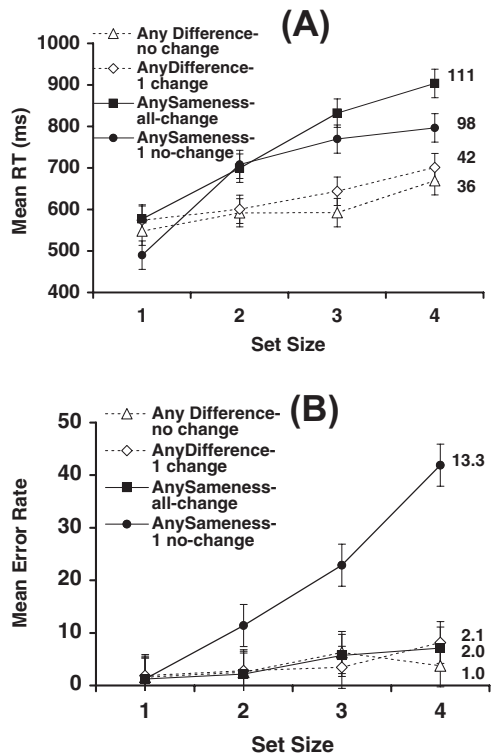 (A)
Any Difference-
no change
AnyDifference-
1 change
AnySameness-
all-change
AnySameness-
1 no-change
Mean RT (ms)
1000
900
800
700
600
500
400
111
98
42
36
1 2 3 4
Set Size
(B)
Any Difference-
no change
AnyDifference-
1 change
AnySameness-
all-change
AnySameness-
1 no-change
Mean Error Rate
50
40
30
20
10
0
13.3
2.1
2.0
1.0
1 2 3 4
Set Size